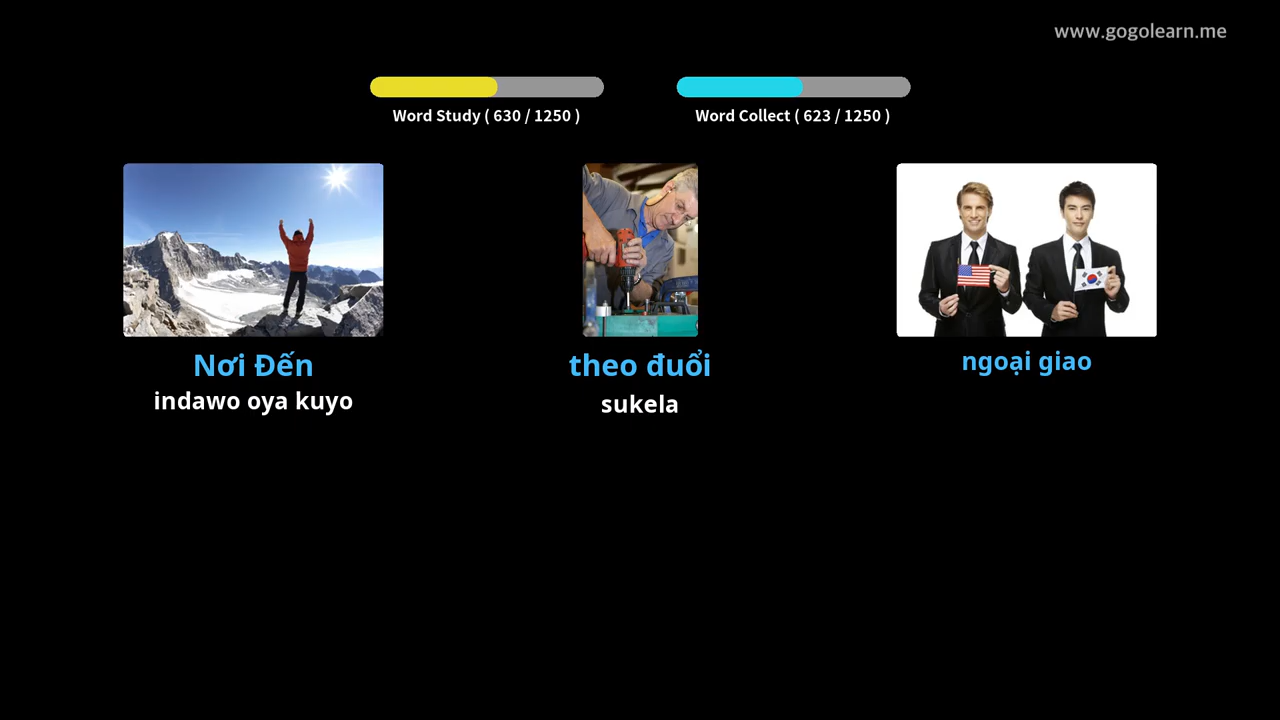 www.gogolearn.me
Word Study ( 630 / 1250 )
Word Collect ( 623 / 1250 )
Nơi Đến
theo đuổi
ngoại giao
indawo oya kuyo
sukela